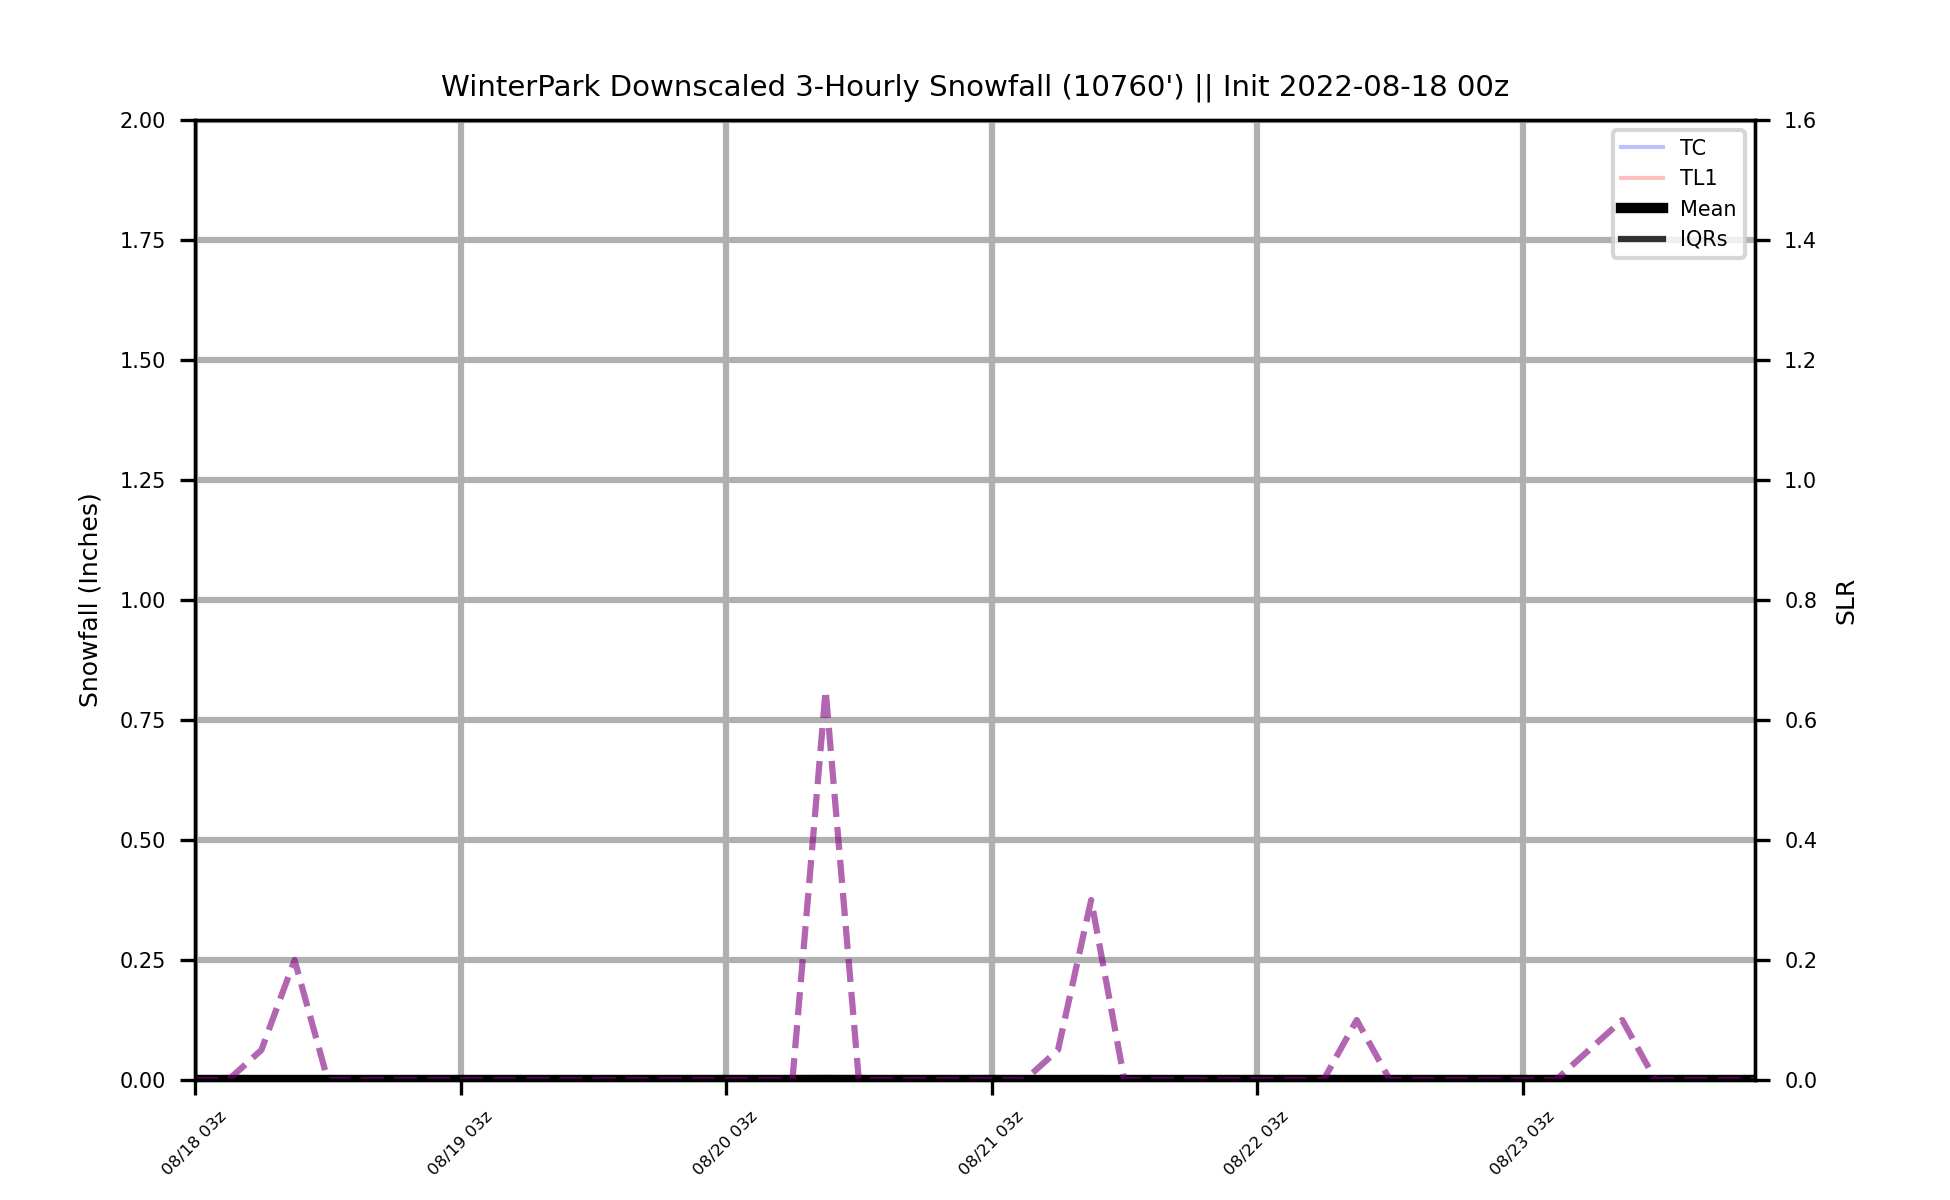 WinterPark Downscaled 3-Hourly Snowfall (10760') || Init 2022-08-18 00z
2.00
1.75
1.50
1.25
1.00
0.75
0.50
0.25
0.00
Snowfall (Inches)
1.6
1.4
1.2
1.0
0.8
0.6
0.4
0.2
0.0
SLR
TC
TL1
Mean
IQRs
08/18 03z
08/19 03z
08/20 03z
08/21 03z
08/22 03z
08/23 03z